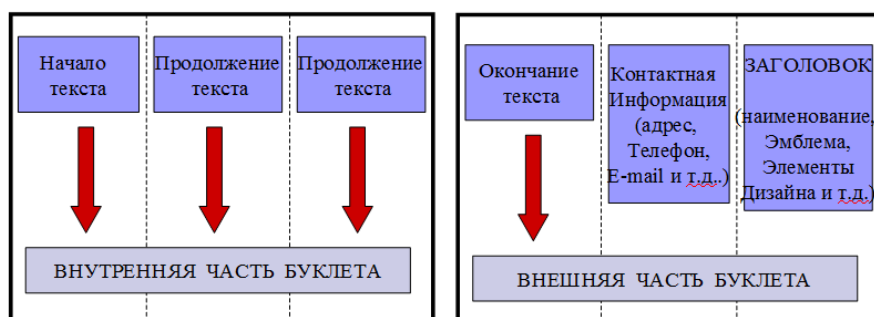 Начало
текста
Продолжение
текста
Продолжение
текста
ВНУТРЕННЯЯ ЧАСТЬ БУКЛЕТА
Окончание
текста
Контактная
Информация
(адрес,
Телефон,
E-mail и т.д..)
ЗАГОЛОВОК
(наименование,
Эмблема,
Элементы
Дизайна и т.д.)
ВНЕШНЯЯ ЧАСТЬ БУКЛЕТА